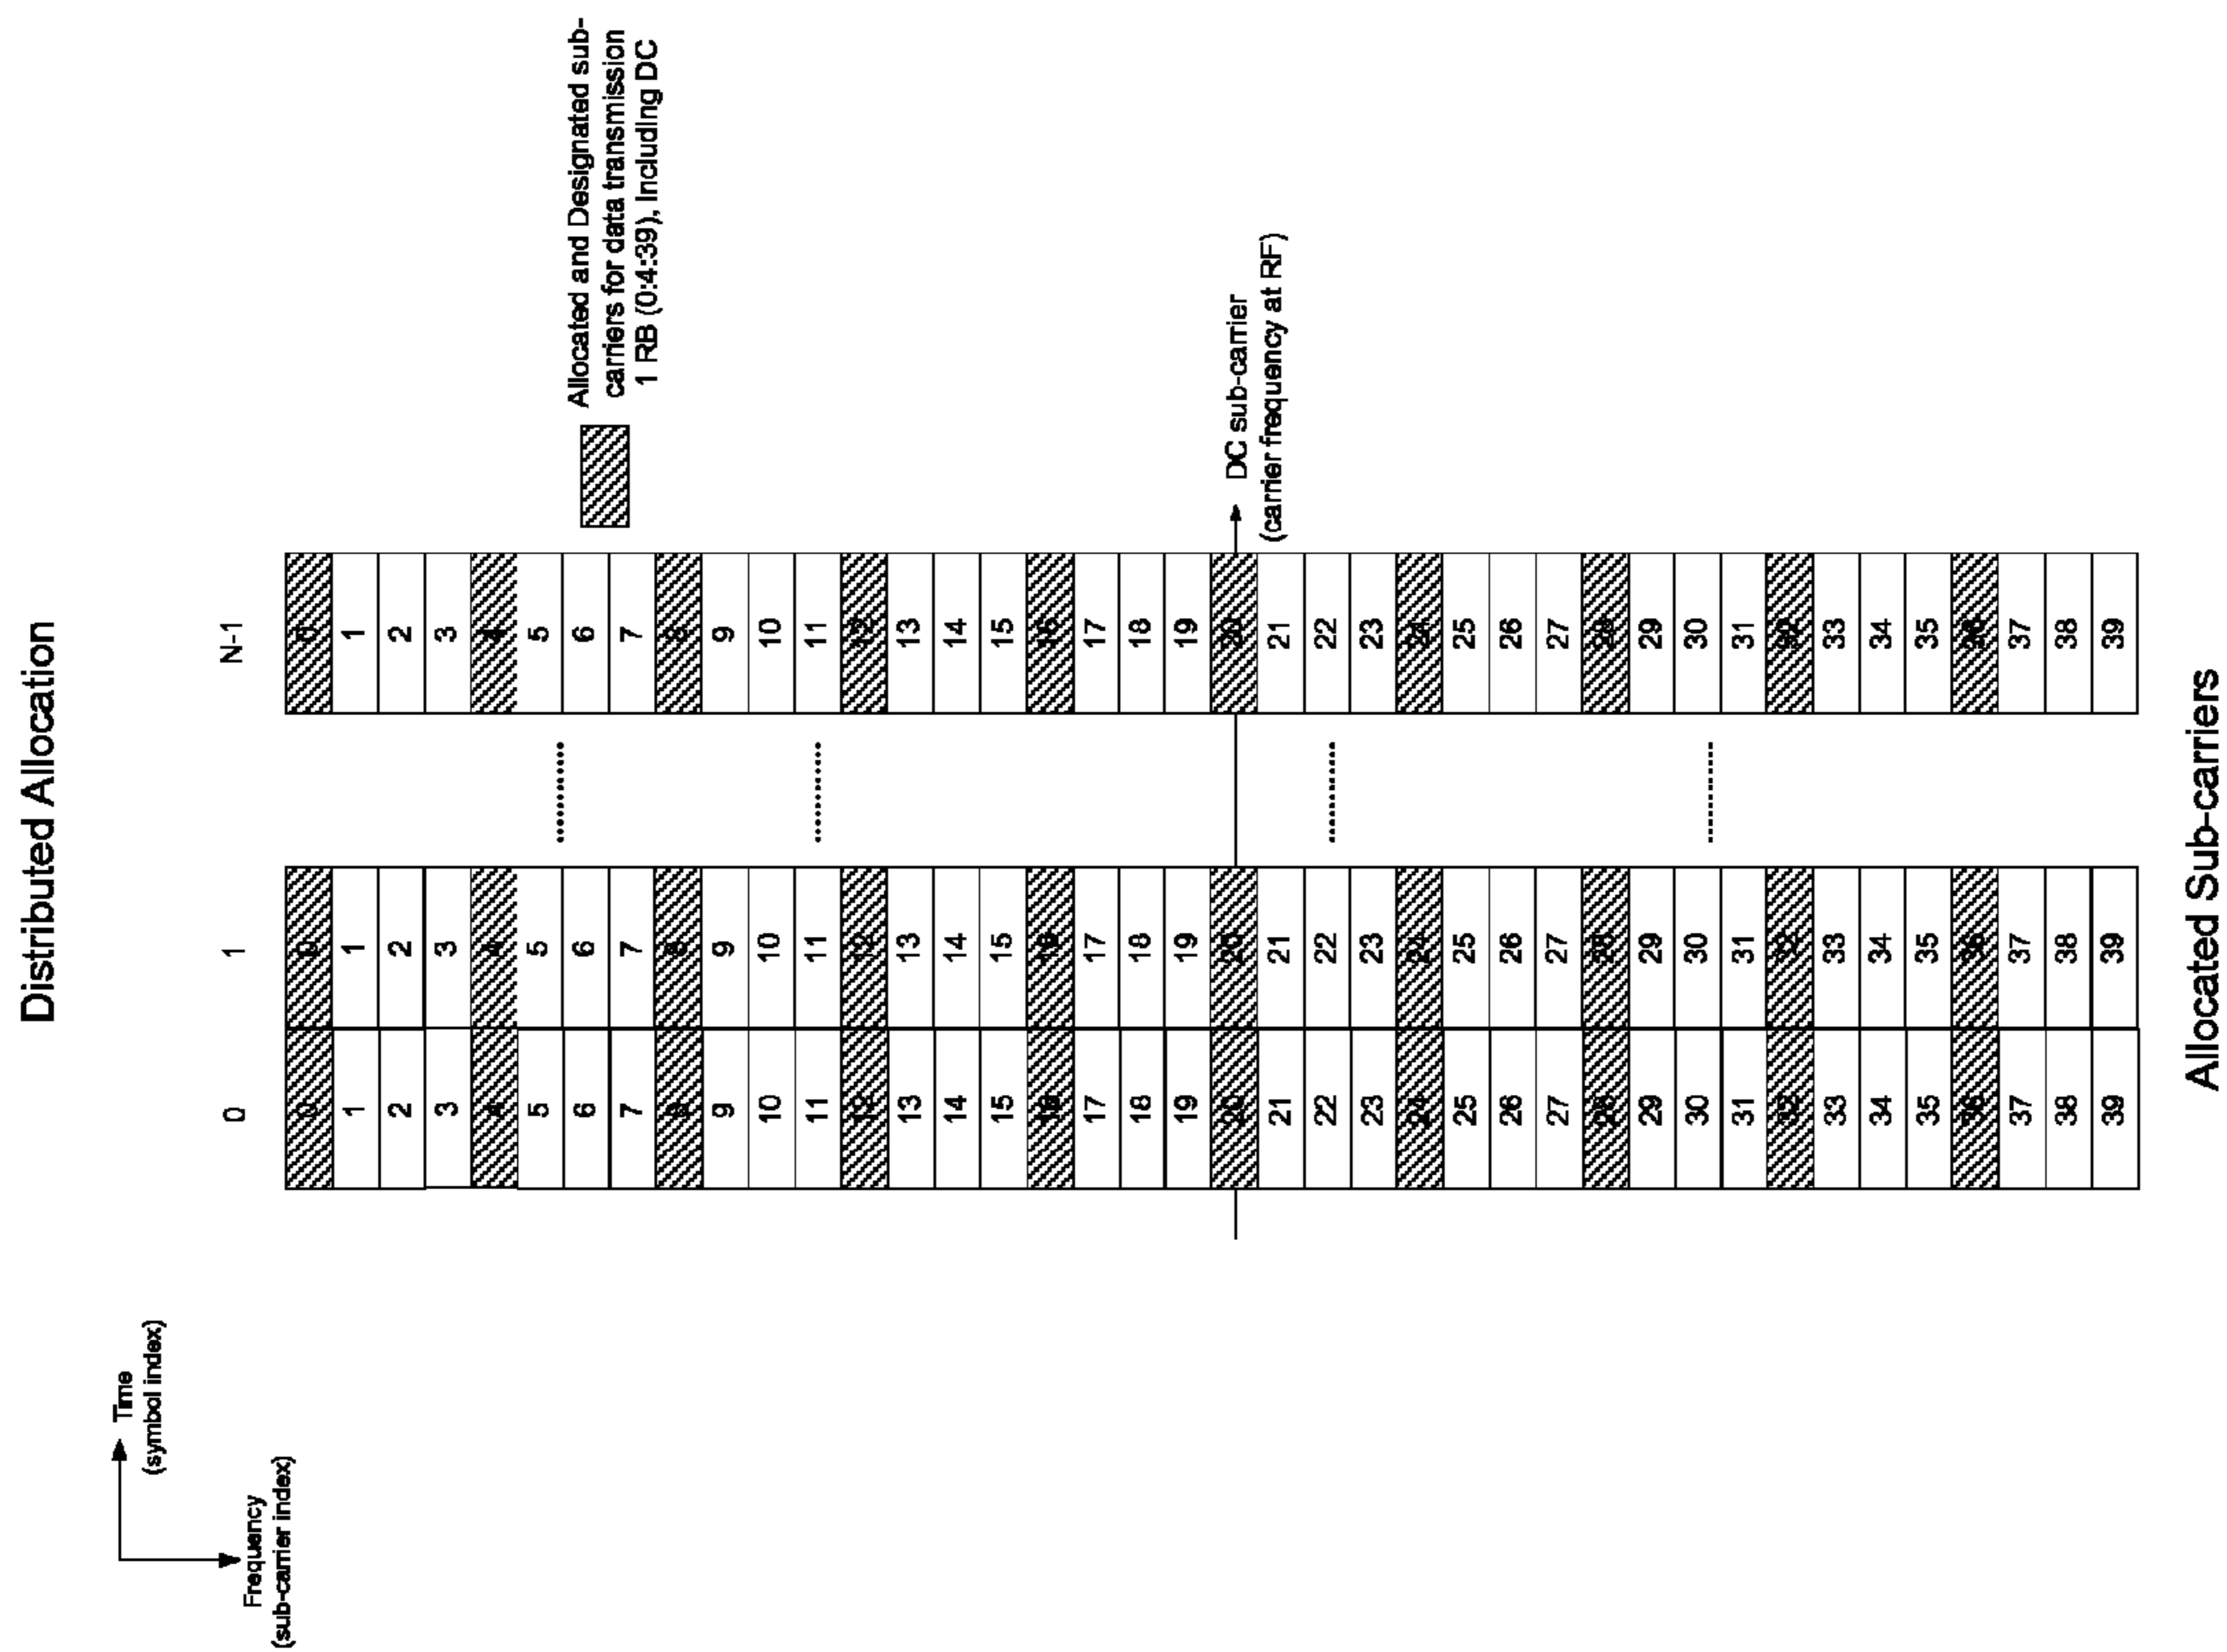 Distributed Allocation
Time
(symbol index)
Frequency
(sub-carrier index)
0 1 N-1
0 0 0
1 1 1
2 2 2
3 3 3
4 4 4
5 5 5
6 6 6
7 7 7
8 8 8
9 9 9
10 10 10
11 11 11
12 12 12
13 13 13
14 14 14
15 15 15
16 16 16
17 17 17
18 18 18
19 19 19
20 20 20
21 21 21
22 22 22
23 23 23
24 24 24
25 25 25
26 26 26
27 27 27
28 28 28
29 29 29
30 30 30
31 31 31
32 32 32
33 33 33
34 34 34
35 35 35
36 36 36
37 37 37
38 38 38
39 39 39
Allocated and Designated sub-
carriers for data transmission
1 RB (0:4:39), Including DC
DC sub-carrier
(carrier frequency at RF)
Allocated Sub-carriers